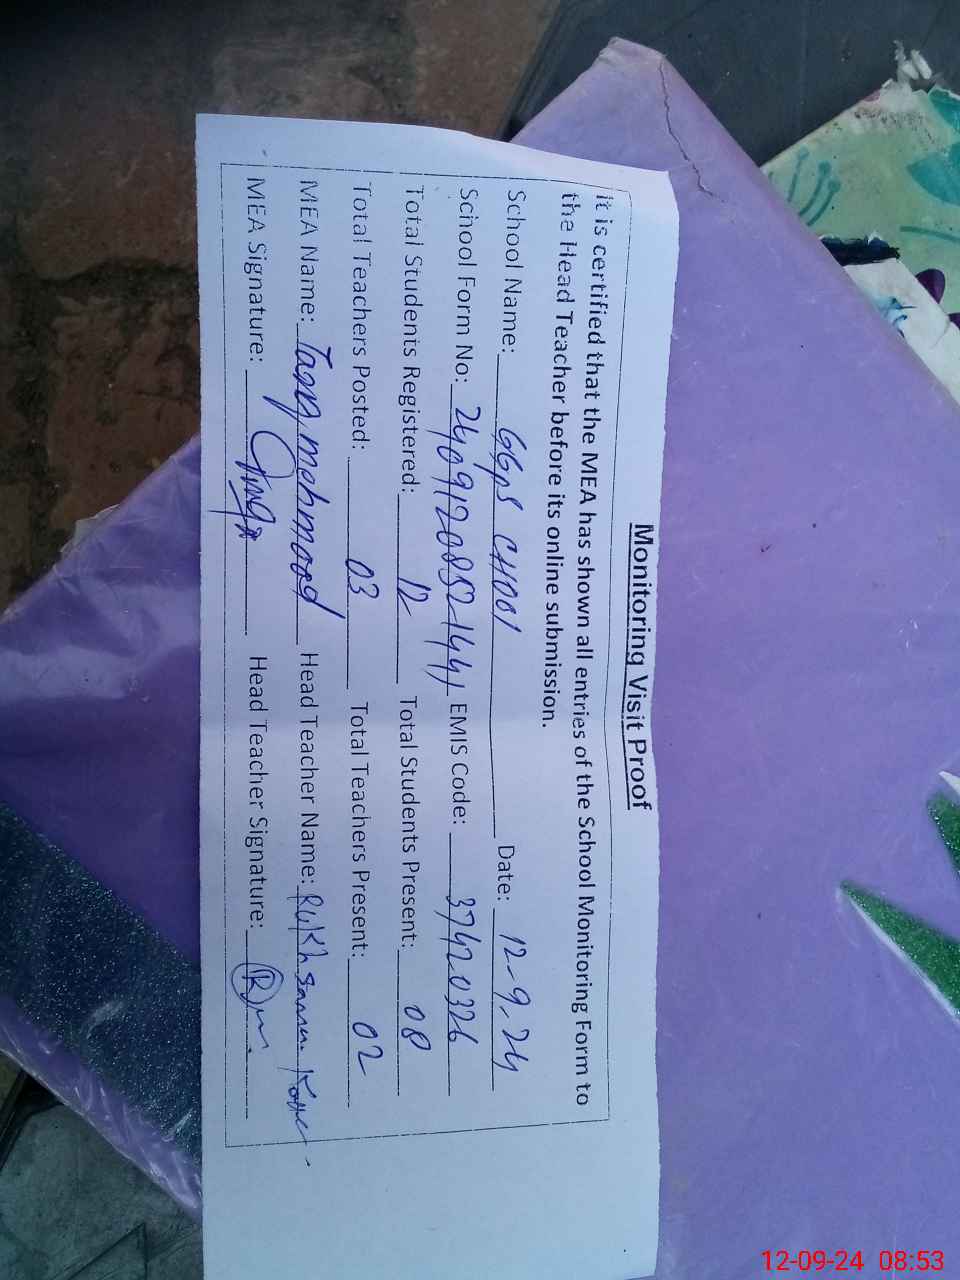 Monitoring Visit Proof
It is certified that the MEA has shown all entries of the School Monitoring Form to
the Head Teacher before its online submission.
School Name: GGPS CHOOI Date: 12-9-24
School Form No: 24091208521441 EMIS Code: 37420326
Total Students Registered: 12 Total Students Present: 08
Total Teachers Posted: 03 Total Teachers Present: 02
MEA Name: mehmood Head Teacher Name: Rukhsana
MEA Signature: Head Teacher Signature:
12-09-24 08:53